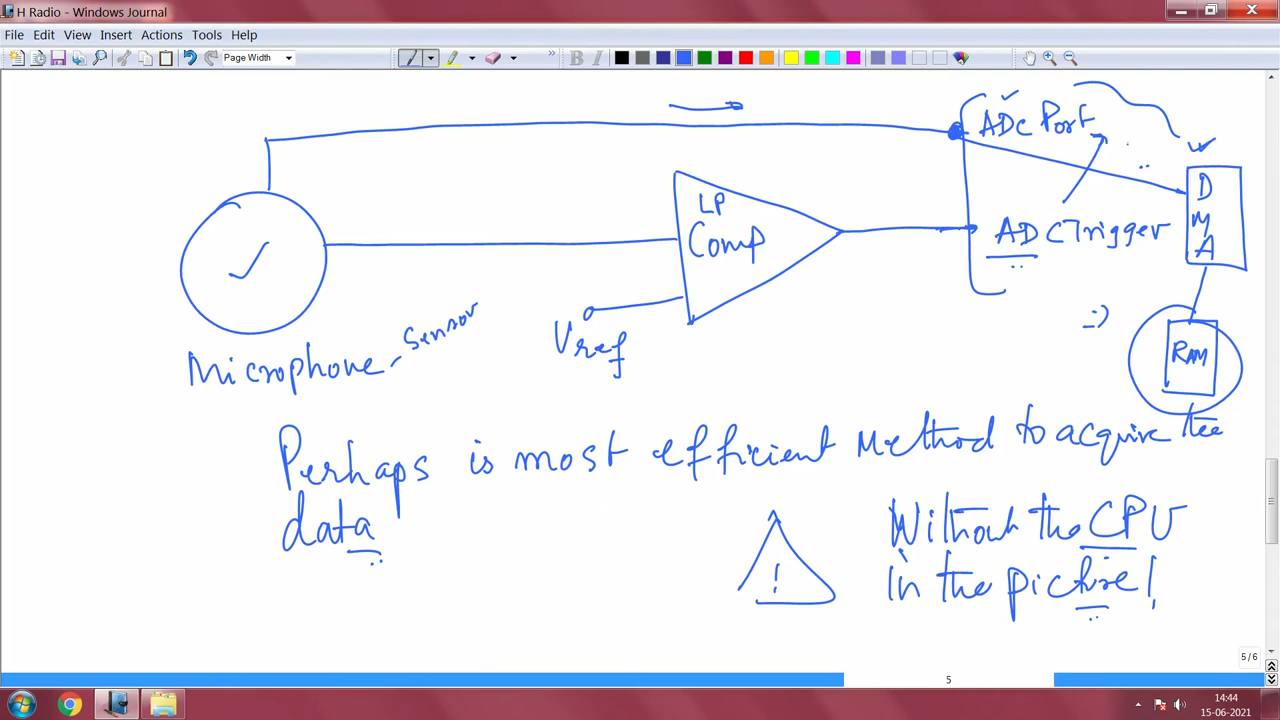 H Radio - Windows Journal
File Edit View Insert Actions Tools Help
Page Width
B I
ADC Port
LP
Comp
ADC Trigger
D
M
A
Vref
Microphone - Sensor
=>
RAM
Perhaps is most efficient Method to acquire the
data
Without the CPU
!
in the picture!
5/6
5
14:44
15-06-2021